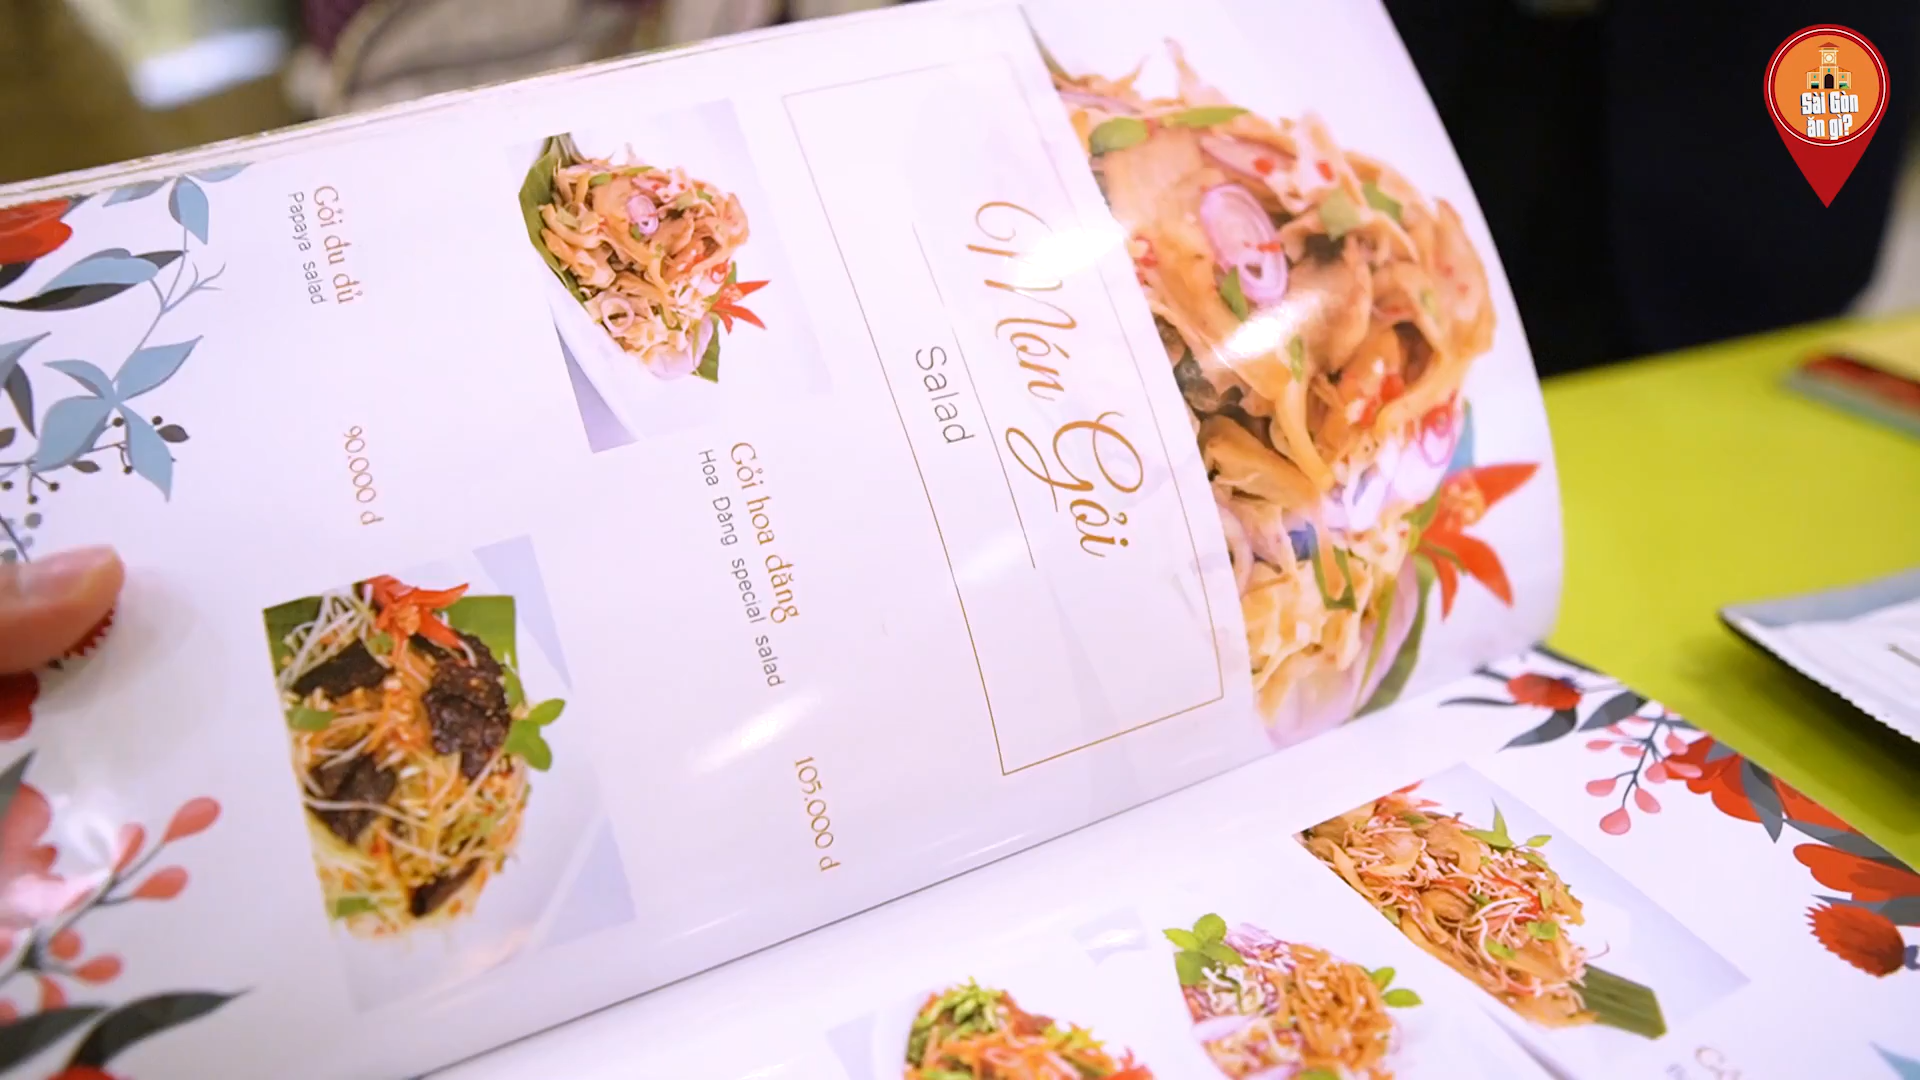 Món Gỏi
Salad
Gỏi hoa đăng
Hoa Đăng special salad
105.000 đ
Gỏi đu đủ
Papaya salad
90.000 đ
Sài Gòn
ăn gì?